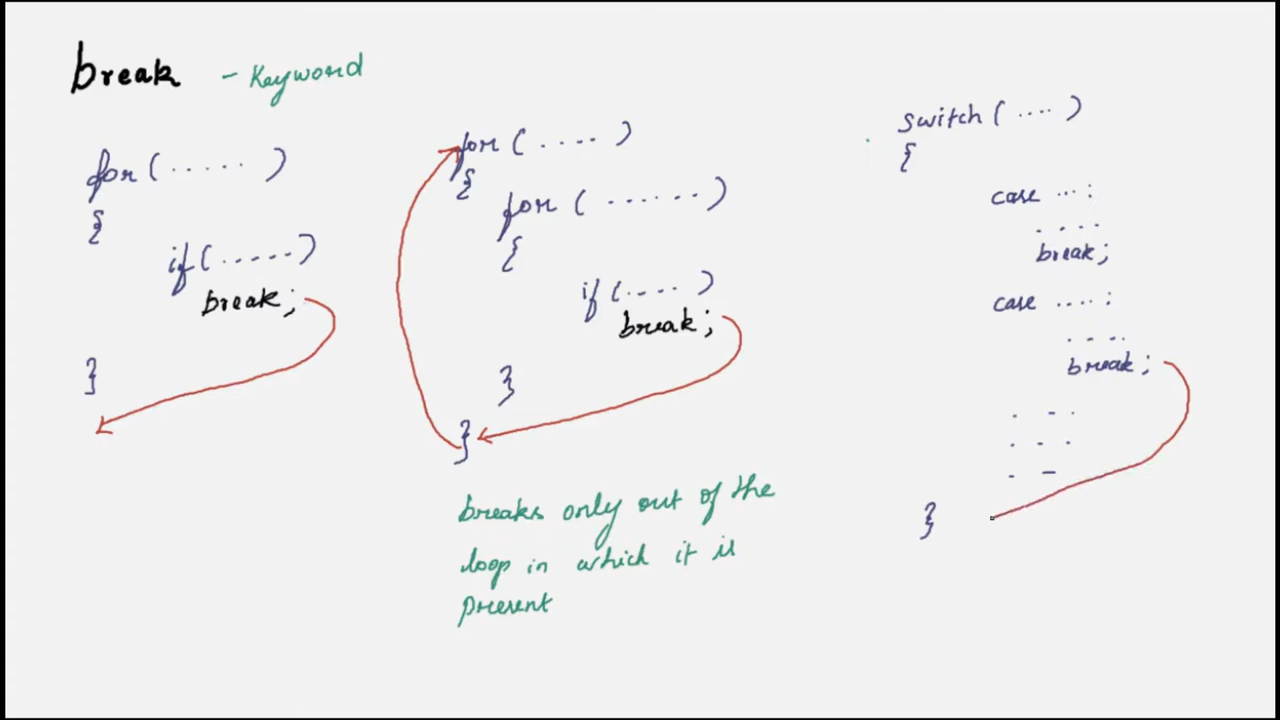 break - Keyword
for ( ..... )
{
if ( ..... )
break ;
}
for ( .... )
{
for ( ...... )
{
if ( .... )
break ;
}
}
breaks only out of the
loop in which it is
present
switch ( .... )
{
case ... :
. . . .
break ;
case .... :
. . . .
break ;
. - .
. - .
. -
}